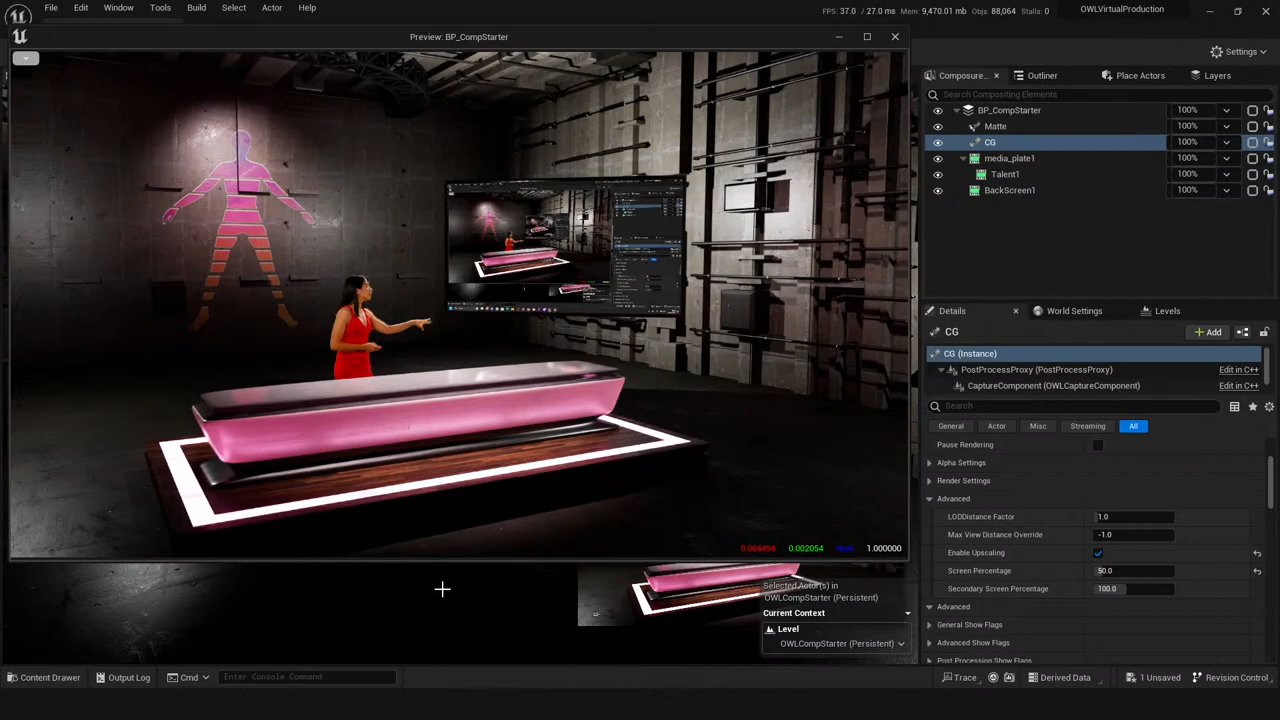 File Edit Window Tools Build Select Actor Help
FPS: 37.0 / 27.0 ms Mem: 9,470.01 mb Objs: 88,064 Stalls: 0
OWLVirtualProduction
Preview: BP_CompStarter
Settings
Composure... Outliner Place Actors Layers
Search Compositing Elements
BP_CompStarter 100%
Matte 100%
CG 100%
media_plate1 100%
Talent1 100%
BackScreen1 100%
Details World Settings Levels
CG Add
CG (Instance)
PostProcessProxy (PostProcessProxy) Edit in C++
CaptureComponent (OWLCaptureComponent) Edit in C++
Search
General Actor Misc Streaming All
Pause Rendering
Alpha Settings
Render Settings
Advanced
LODDistance Factor 1.0
Max View Distance Override -1.0
Enable Upscaling
Screen Percentage 50.0
Secondary Screen Percentage 100.0
Advanced
General Show Flags
Advanced Show Flags
Post Processing Show Flags
0.004494 0.002054 1.000000
Selected Actor(s) in
OWLCompStarter (Persistent)
Current Context
Level
OWLCompStarter (Persistent)
Content Drawer Output Log Cmd Enter Console Command
Trace Derived Data 1 Unsaved Revision Control